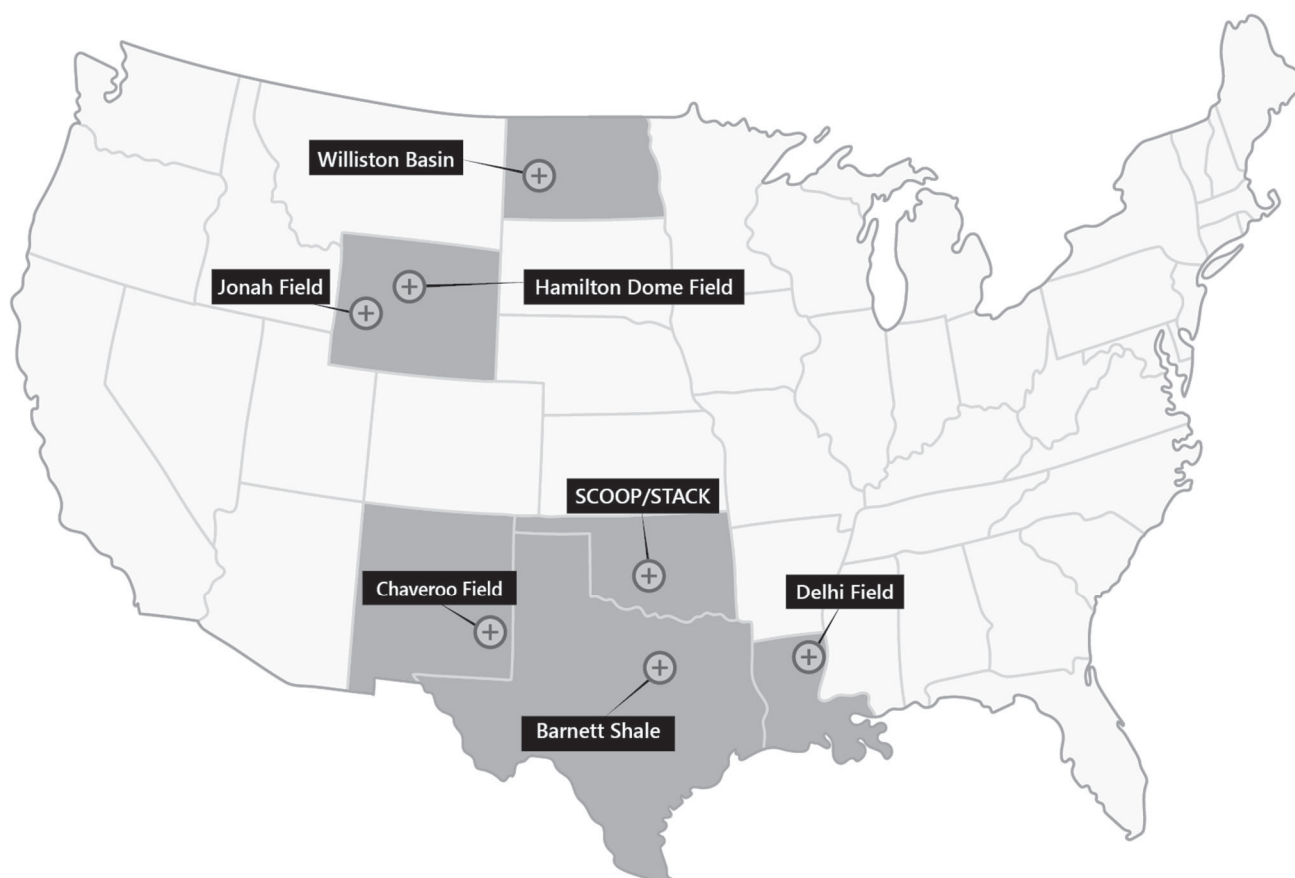 Williston Basin
Jonah Field
Hamilton Dome Field
SCOOP/STACK
Chaveroo Field
Delhi Field
Barnett Shale